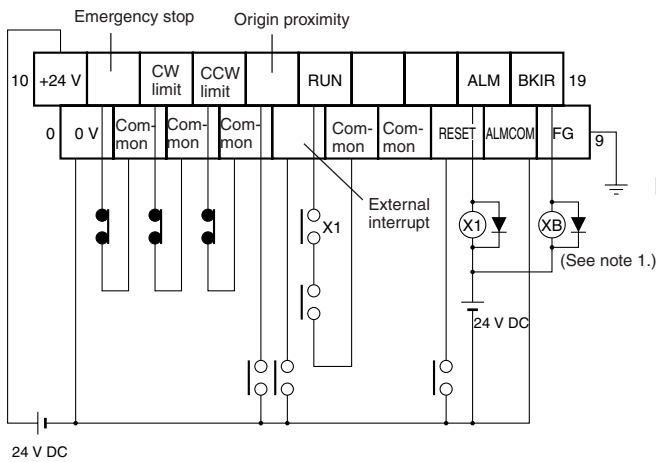 Emergency stop
Origin proximity
10
+24 V
CW
limit
CCW
limit
RUN
ALM
BKIR
19
0
0 V
Com-
mon
Com-
mon
Com-
mon
Com-
mon
Com-
mon
RESET
ALMCOM
FG
9
External
interrupt
X1
X1
XB
(See note 1.)
24 V DC
24 V DC